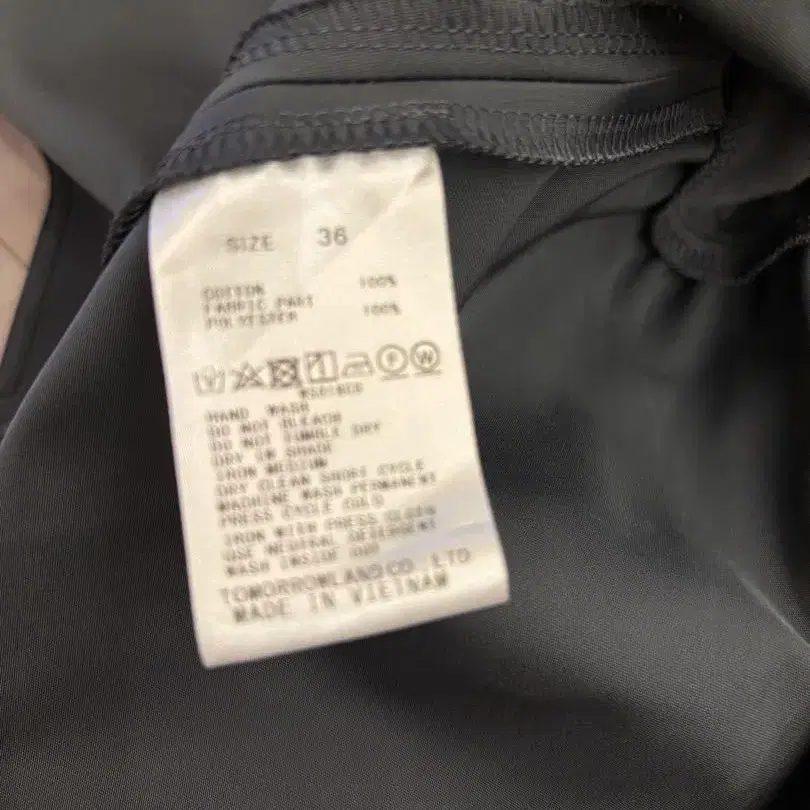 SIZE 36
COTTON 100%
FABRIC PART
POLYESTER 100%
F W
HAND WASH
DO NOT BLEACH
DO NOT TUMBLE DRY
DRY IN SHADE
IRON MEDIUM
DRY CLEAN SHORT CYCLE
MACHINE WASH PERMANENT
PRESS CYCLE COLD
IRON WITH PRESS CLOTH
USE NEUTRAL DETERGENT
WASH INSIDE OUT
TOMORROWLAND CO., LTD
MADE IN VIETNAM